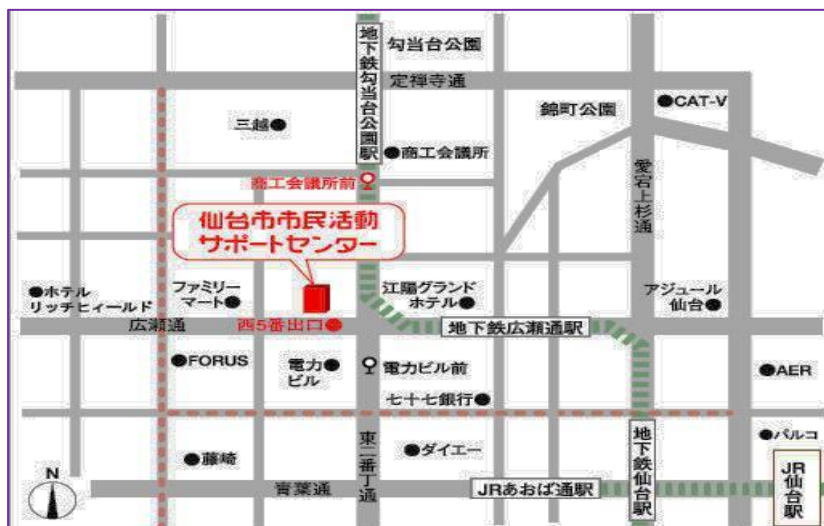 地下鉄勾当台公園駅
勾当台公園
定禅寺通
●CAT-V
錦町公園
三越●
●商工会議所
商工会議所前
愛宕上杉通
仙台市市民活動
サポートセンター
●ホテル
リッチヒィールド
ファミリー
マート●
江陽グランド
ホテル●
アジュール
仙台●
広瀬通
西5番出口●
地下鉄広瀬通駅
●FORUS
電力●
ビル
電力ビル前
●AER
七十七銀行●
東二番丁通
地下鉄仙台駅
●パルコ
●藤崎
●ダイエー
N
青葉通
JRあおば通駅
JR仙台駅